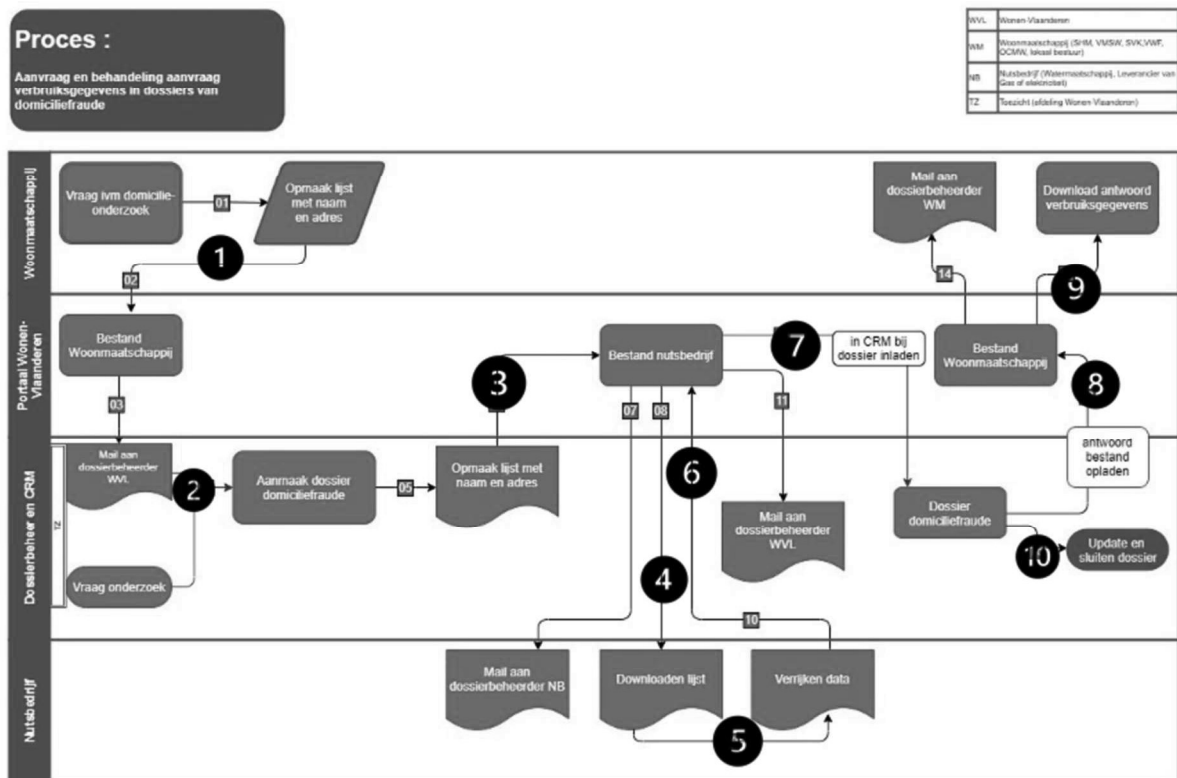 Proces :
Aanvraag en behandeling aanvraag
verbruiksgegevens in dossiers van
domiciliefraude
WVL Wonen-Vlaanderen
WM Woonmaatschappij (SHM, VMSW, SVK,VWF,
OCMW, lokaal bestuur)
NB Nutsbedrijf (Watermaatschappij, Leverancier van
Gas of elektriciteit)
TZ Toezicht (afdeling Wonen-Vlaanderen)
Woonmaatschappij
Vraag ivm domicilie-
onderzoek
01
Opmaak lijst
met naam
en adres
1
02
Mail aan
dossierbeheerder
WM
Download antwoord
verbruiksgegevens
14
9
Portaal Wonen-
Vlaanderen
Bestand
Woonmaatschappij
03
3
Bestand nutsbedrijf
7
in CRM bij
dossier inladen
Bestand
Woonmaatschappij
8
07
08
11
6
Dossierbeheer en CRM
TZ
Mail aan
dossierbeheerder
WVL
2
Aanmaak dossier
domiciliefraude
05
Opmaak lijst met
naam en adres
Vraag onderzoek
4
Mail aan
dossierbeheerder
WVL
Dossier
domiciliefraude
antwoord
bestand
opladen
10
Update en
sluiten dossier
10
Nutsbedrijf
Mail aan
dossierbeheerder NB
Downloaden lijst
5
Verrijken data